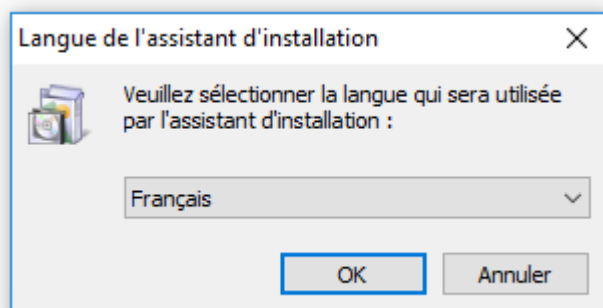 Langue de l'assistant d'installation
Veuillez sélectionner la langue qui sera utilisée
par l'assistant d'installation :
Français
OK
Annuler